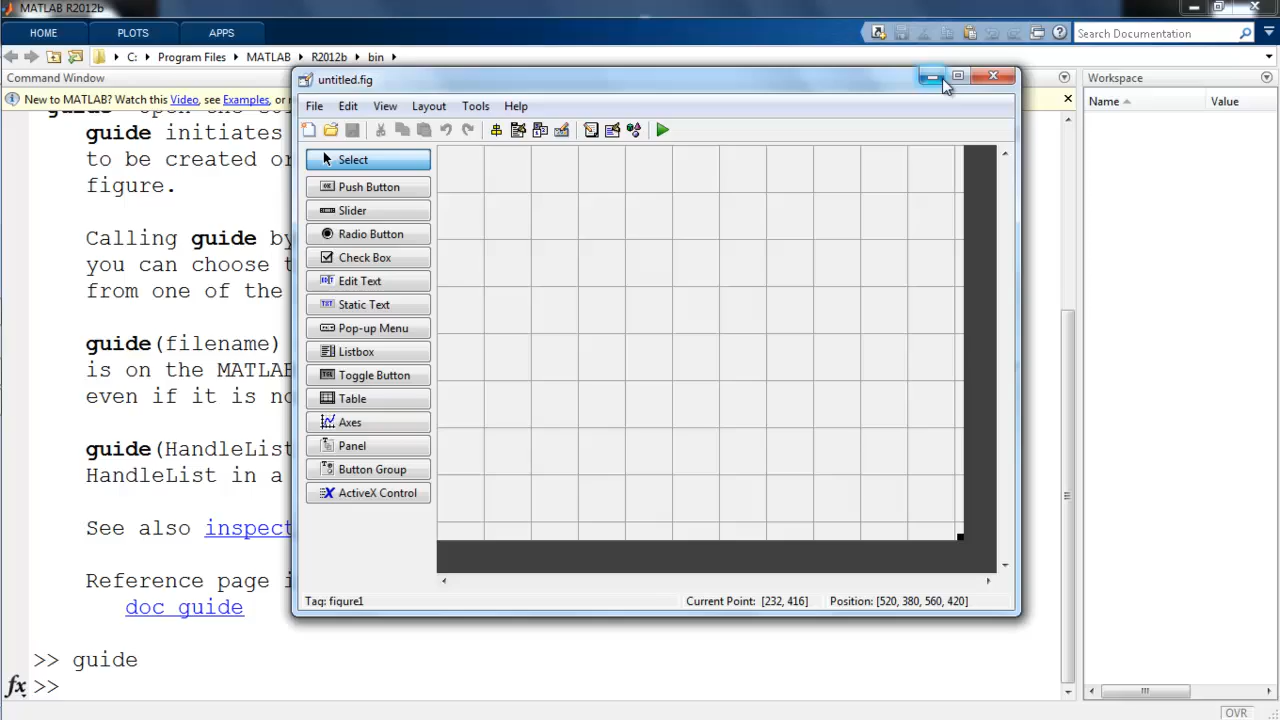 MATLAB R2012b
HOME
PLOTS
APPS
Search Documentation
C:
Program Files
MATLAB
R2012b
bin
Command Window
New to MATLAB? Watch this Video, see Examples, or
untitled.fig
Workspace
Name
Value
File
Edit
View
Layout
Tools
Help
guide initiates
to be created or
figure.
Calling guide by
you can choose
from one of the
guide(filename)
is on the MATLAB
even if it is
guide(HandleList
HandleList in a
See also inspect
Reference page
doc guide
>> guide
fx >>
Select
Push Button
Slider
Radio Button
Check Box
Edit Text
Static Text
Pop-up Menu
Listbox
Toggle Button
Table
Axes
Panel
Button Group
ActiveX Control
Tag: figure1
Current Point: [232, 416]
Position: [520, 380, 560, 420]
OVR